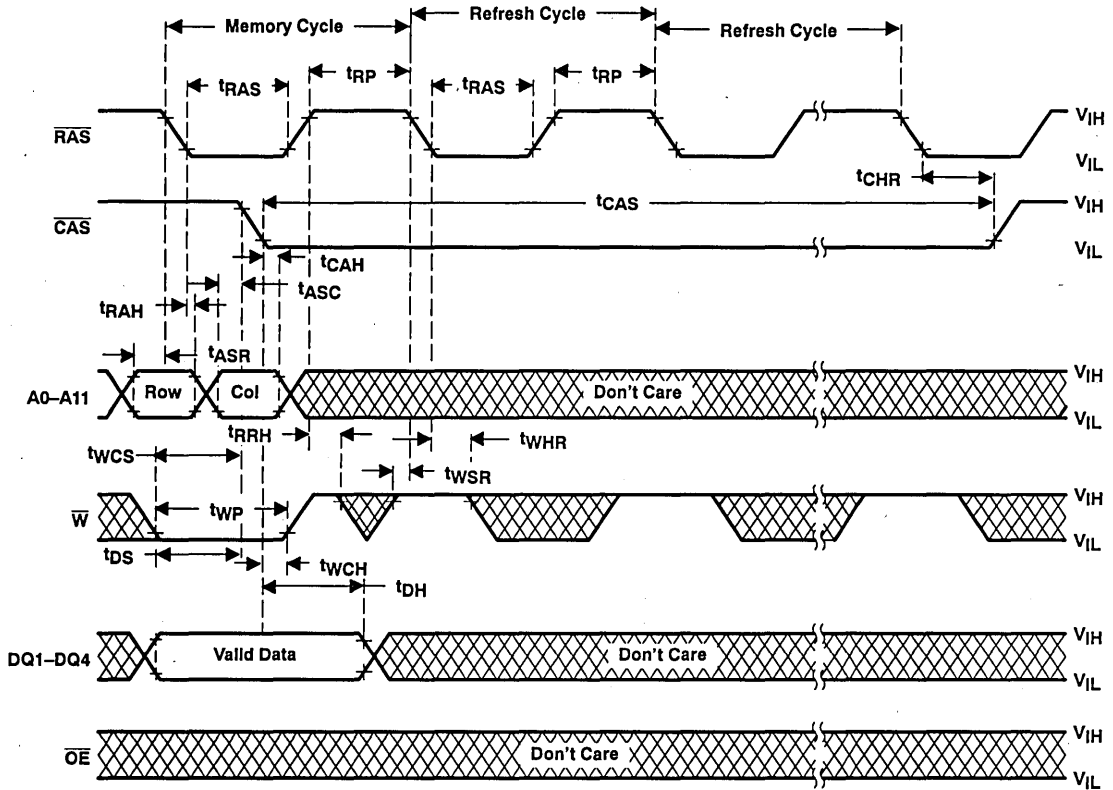 Memory Cycle
Refresh Cycle
Refresh Cycle
tRAS
tRP
tRAS
tRP
RAS
VIH
VIL
tCHR
tCAS
CAS
VIH
VIL
tCAH
tASC
tRAH
tASR
A0–A11
Row
Col
Don't Care
VIH
VIL
tRRH
tWHR
tWCS
tWSR
W
tWP
VIH
VIL
tDS
tWCH
tDH
DQ1–DQ4
Valid Data
Don't Care
VIH
VIL
OE
Don't Care
VIH
VIL